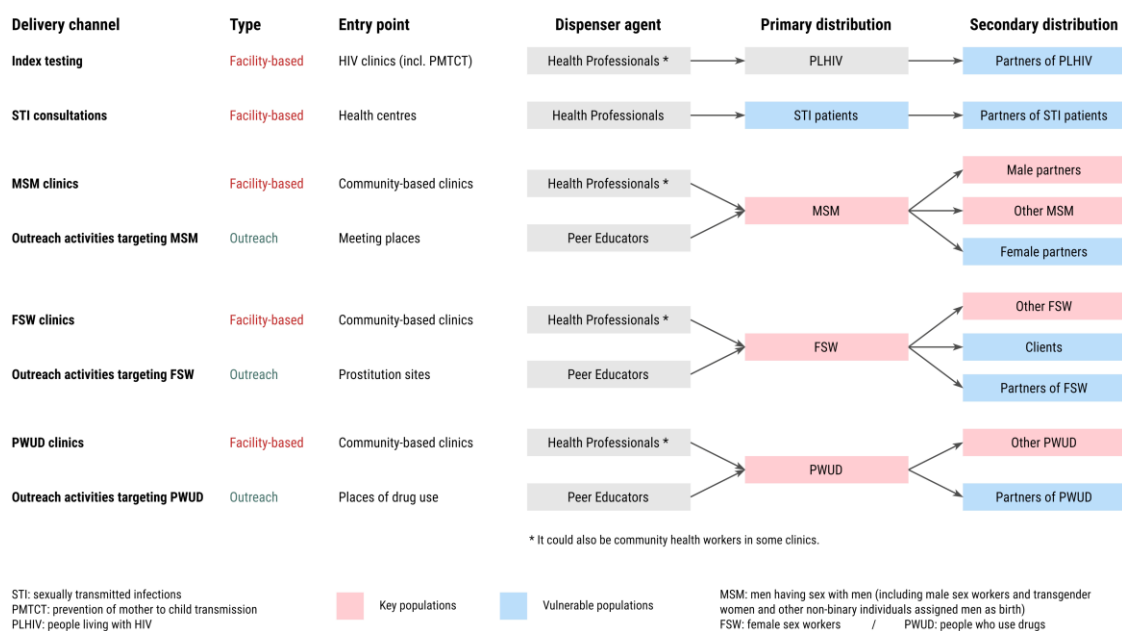 Delivery channel Type Entry point Dispenser agent Primary distribution Secondary distribution
Index testing Facility-based HIV clinics (incl. PMTCT) Health Professionals * PLHIV Partners of PLHIV
STI consultations Facility-based Health centres Health Professionals STI patients Partners of STI patients
Male partners
MSM clinics Facility-based Community-based clinics Health Professionals *
MSM Other MSM
Outreach activities targeting MSM Outreach Meeting places Peer Educators
Female partners
Other FSW
FSW clinics Facility-based Community-based clinics Health Professionals *
FSW Clients
Outreach activities targeting FSW Outreach Prostitution sites Peer Educators
Partners of FSW
PWUD clinics Facility-based Community-based clinics Health Professionals * Other PWUD
PWUD
Outreach activities targeting PWUD Outreach Places of drug use Peer Educators Partners of PWUD
* It could also be community health workers in some clinics.
STI: sexually transmitted infections
PMTCT: prevention of mother to child transmission
PLHIV: people living with HIV
Key populations
Vulnerable populations
MSM: men having sex with men (including male sex workers and transgender
women and other non-binary individuals assigned men as birth)
FSW: female sex workers / PWUD: people who use drugs